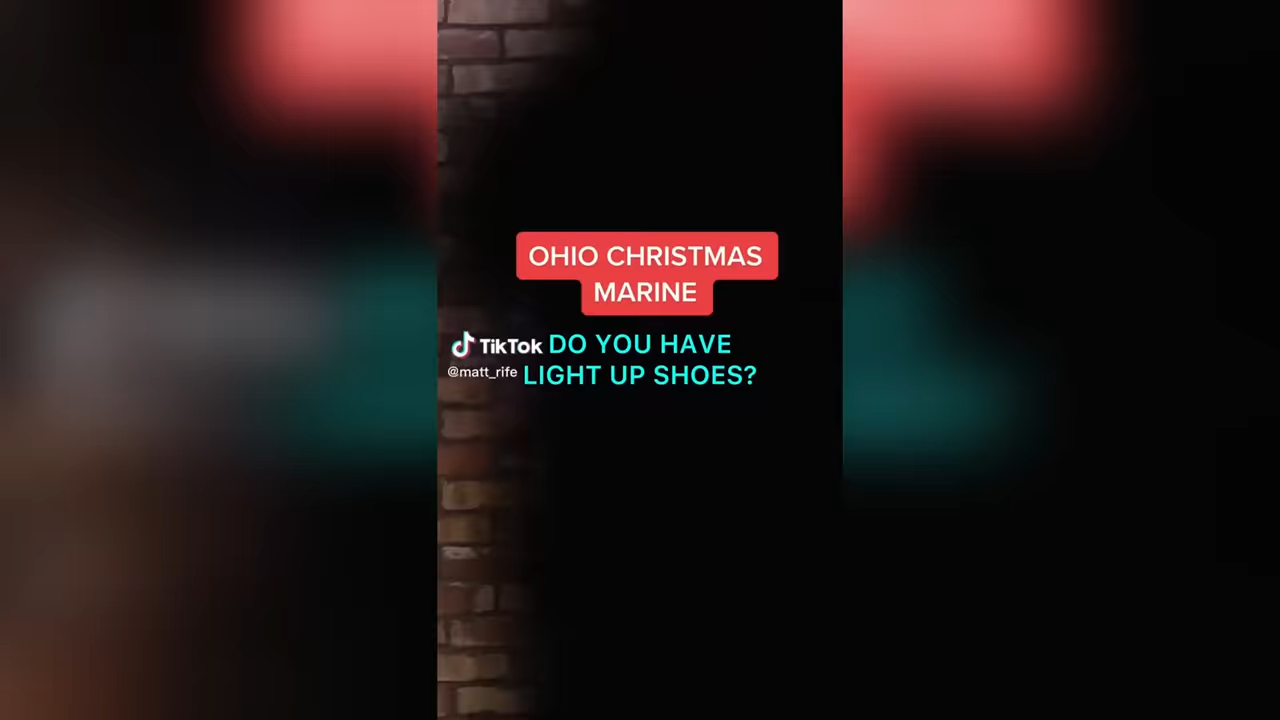 OHIO CHRISTMAS
MARINE
TikTok
@matt_rife
DO YOU HAVE
LIGHT UP SHOES?